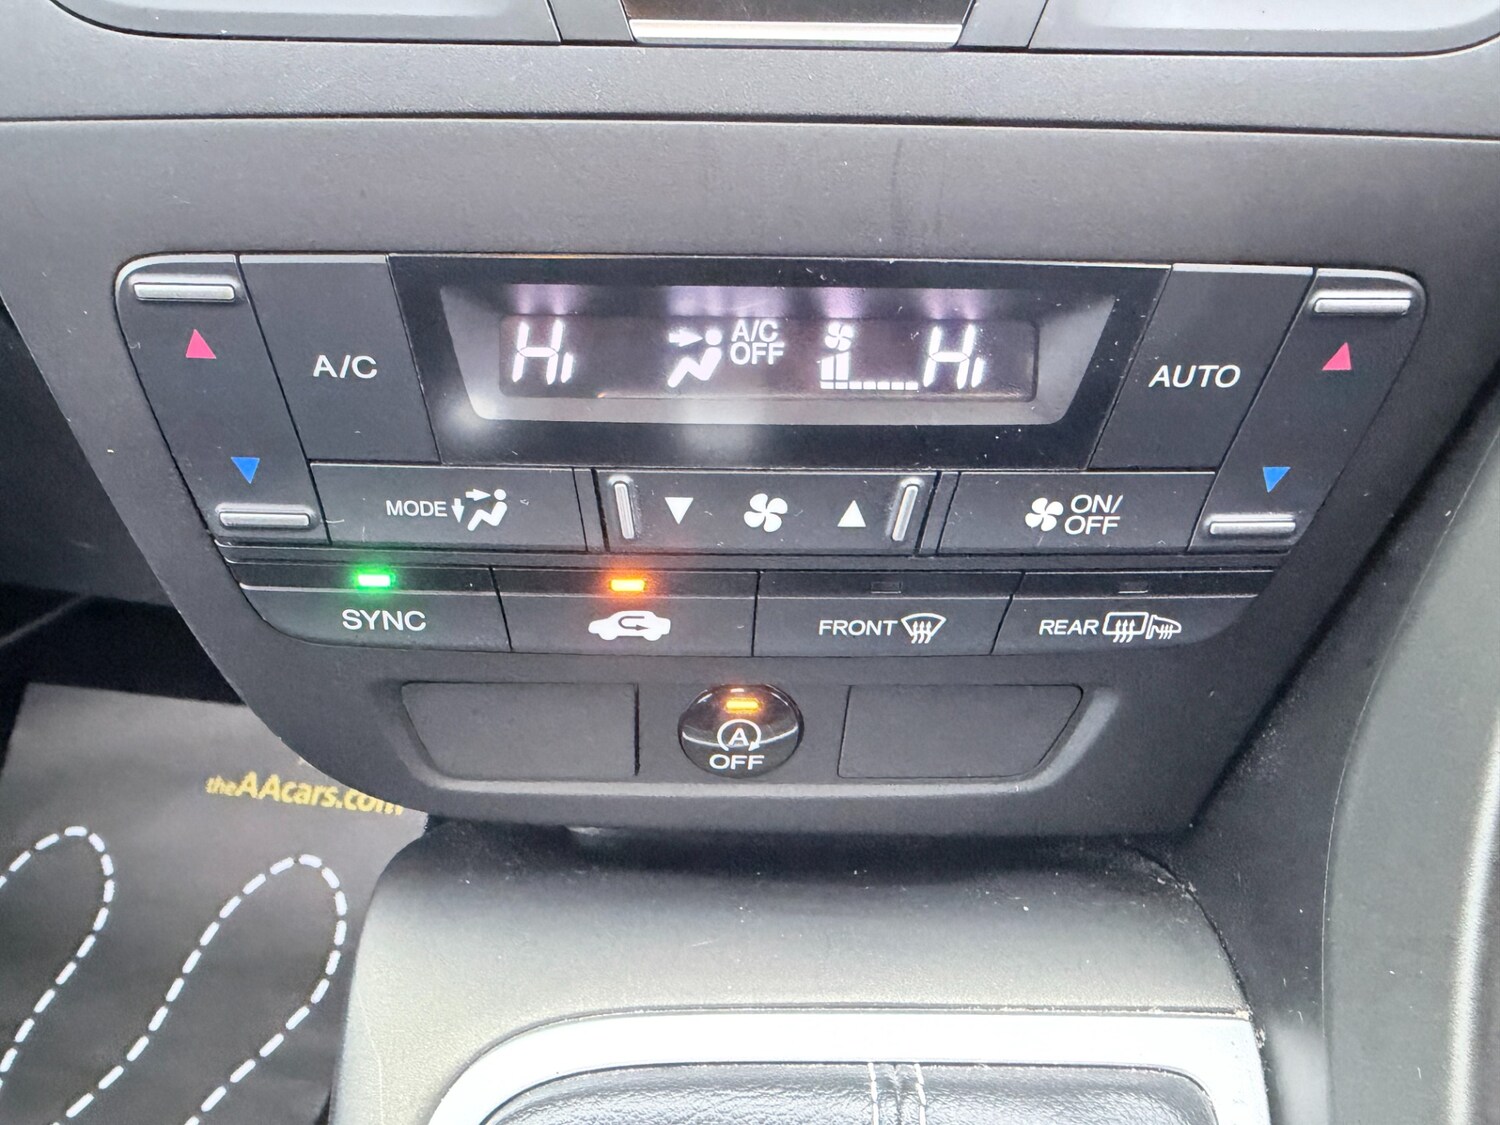 Hi A/C OFF Hi
A/C
AUTO
MODE
ON/
OFF
SYNC
FRONT
REAR
A
OFF
theAAcars.com